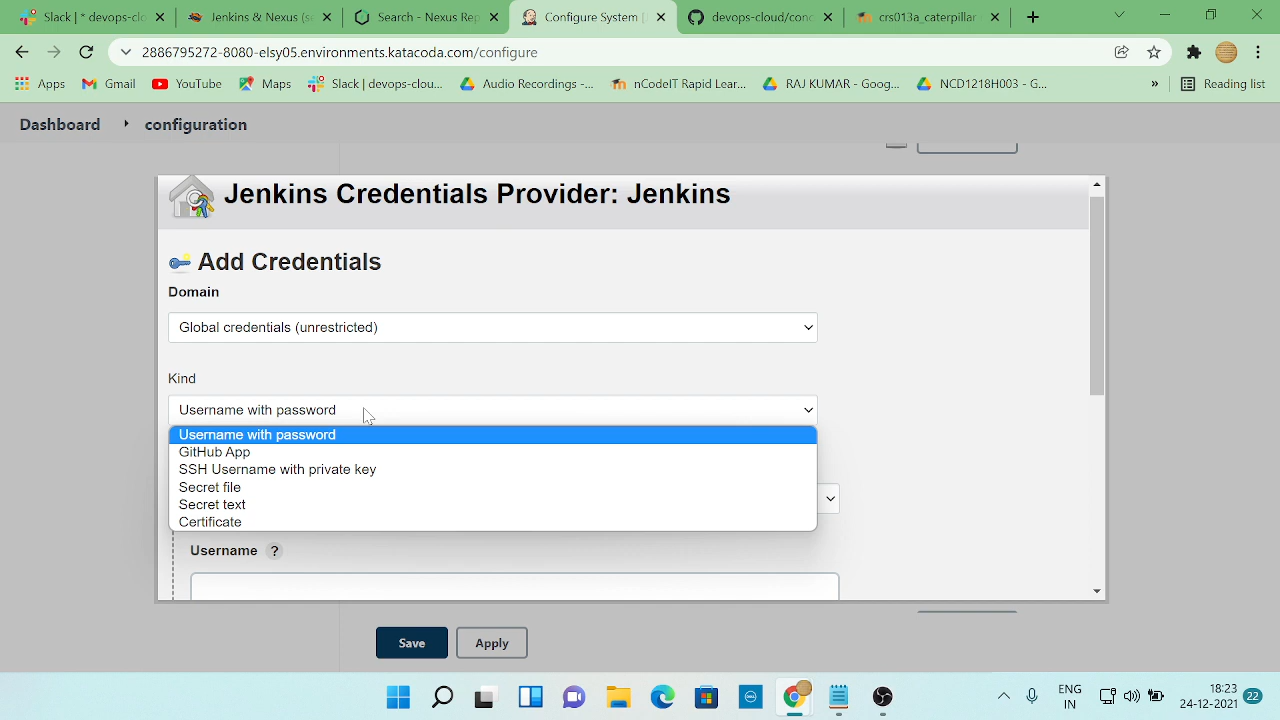 Slack | * devops-clo
Jenkins & Nexus (so
Search - Nexus Rep
Configure System [
devops-cloud/conc
crs013a_caterpillar
2886795272-8080-elsy05.environments.katacoda.com/configure
Apps
Gmail
YouTube
Maps
Slack | devops-clou...
Audio Recordings -...
nCodeIT Rapid Lear...
RAJ KUMAR - Goog...
NCD1218H003 - G...
»
Reading list
Dashboard
configuration
Jenkins Credentials Provider: Jenkins
Add Credentials
Domain
Global credentials (unrestricted)
Kind
Username with password
Username with password
GitHub App
SSH Username with private key
Secret file
Secret text
Certificate
Username ?
Save
Apply
DELL
ENG
IN
18:23
24-12-2021
22